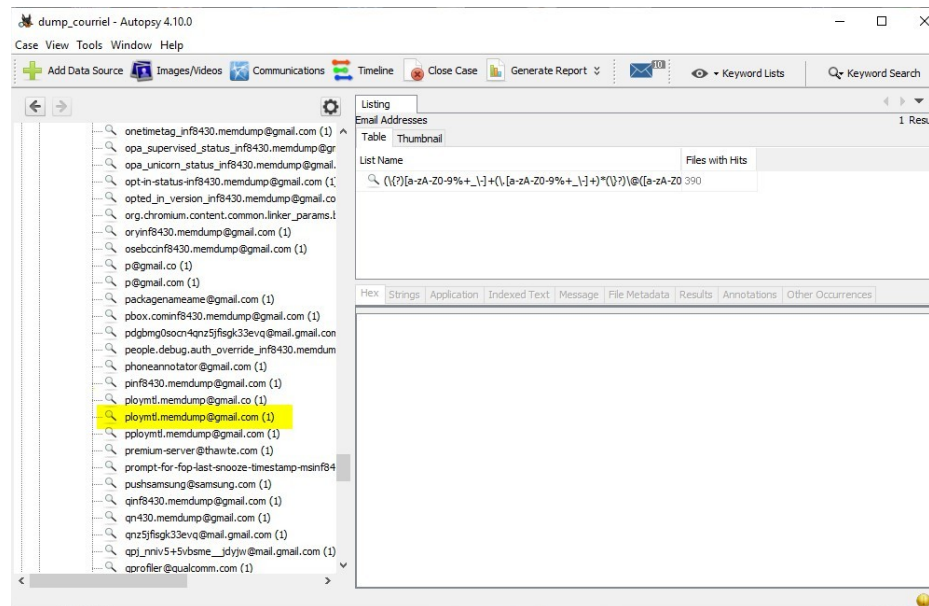 dump_courriel - Autopsy 4.10.0
Case View Tools Window Help
Add Data Source Images/Videos Communications Timeline Close Case Generate Report 10 Keyword Lists Keyword Search
Listing
Email Addresses
1 Resu
Table Thumbnail
List Name Files with Hits
(\{?)[a-zA-Z0-9%+_\-]+(\.[a-zA-Z0-9%+_\-]+)*(\}?)\@([a-zA-Z0 390
Hex Strings Application Indexed Text Message File Metadata Results Annotations Other Occurrences
onetimetag_inf8430.memdump@gmail.com (1)
opa_supervised_status_inf8430.memdump@gr
opa_unicorn_status_inf8430.memdump@gmail.
opt-in-status-inf8430.memdump@gmail.com (1)
opted_in_version_inf8430.memdump@gmail.co
org.chromium.content.common.linker_params.l
oryinf8430.memdump@gmail.com (1)
osebccinf8430.memdump@gmail.com (1)
p@gmail.co (1)
p@gmail.com (1)
packagenameame@gmail.com (1)
pbox.cominf8430.memdump@gmail.com (1)
pdgbmg0socn4qnz5jfisgk33evq@mail.gmail.com
people.debug.auth_override_inf8430.memdum
phoneannotator@gmail.com (1)
pinf8430.memdump@gmail.com (1)
ploymtl.memdump@gmail.co (1)
ploymtl.memdump@gmail.com (1)
pploymtl.memdump@gmail.com (1)
premium-server@thawte.com (1)
prompt-for-fop-last-snooze-timestamp-msinf84
pushsamsung@samsung.com (1)
qinf8430.memdump@gmail.com (1)
qn430.memdump@gmail.com (1)
qnz5jfisgk33evq@mail.gmail.com (1)
qpj_nniv5+5vbsme__jdyjw@mail.gmail.com (1)
qprofiler@qualcomm.com (1)